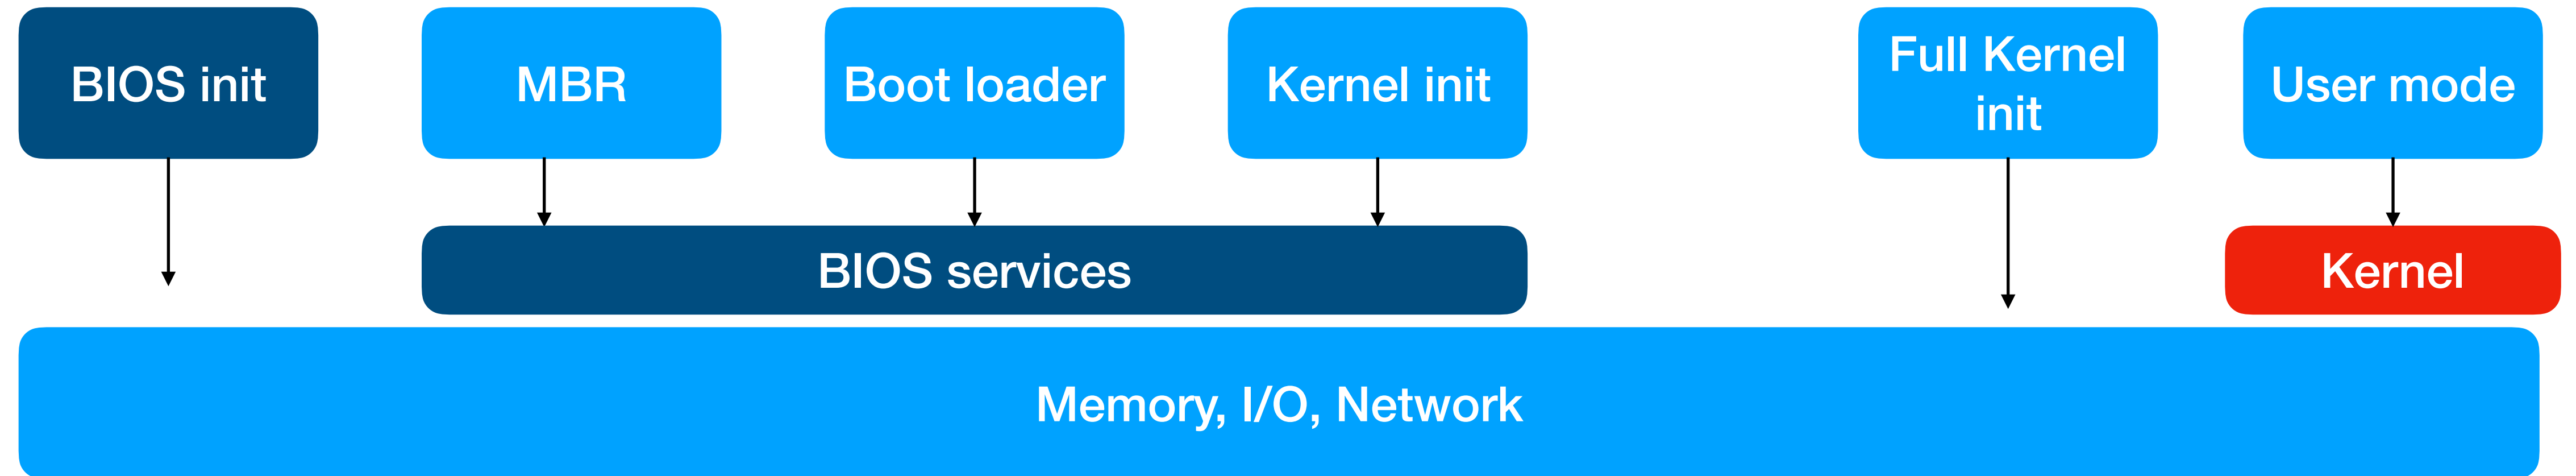 BIOS init
MBR
Boot loader
Kernel init
Full Kernel
init
User mode
BIOS services
Kernel
Memory, I/O, Network